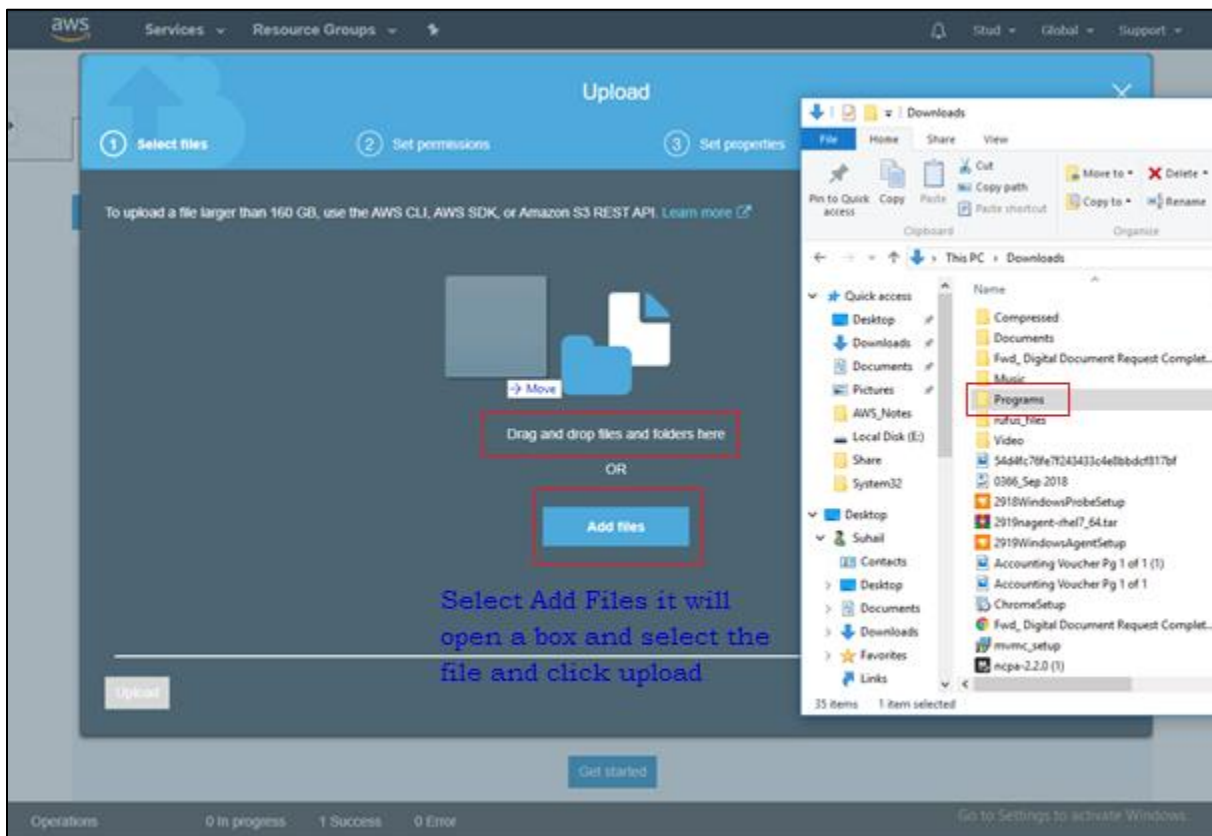 aws Services Resource Groups Stud Global Support
Upload
1 Select files 2 Set permissions 3 Set properties
To upload a file larger than 160 GB, use the AWS CLI, AWS SDK, or Amazon S3 REST API. Learn more
Move
Drag and drop files and folders here
OR
Add files
Select Add Files it will
open a box and select the
file and click upload
Upload
Get started
Operations 0 In progress 1 Success 0 Error
Go to Settings to activate Windows.
Downloads
File Home Share View
Pin to Quick access
Copy
Paste
Cut
Copy path
Paste shortcut
Clipboard
Move to
Copy to
Delete
Rename
Organize
This PC Downloads
Quick access
Desktop
Downloads
Documents
Pictures
AWS_Notes
Local Disk (E:)
Share
System32
Desktop
Suhail
Contacts
Desktop
Documents
Downloads
Favorites
Links
Name
Compressed
Documents
Fwd_ Digital Document Request Complet...
Music
Programs
rufus_files
Video
0366_Sep 2018
2918WindowsProbeSetup
2919nagent-rhel7_64.tar
2919WindowsAgentSetup
Accounting Voucher Pg 1 of 1 (1)
Accounting Voucher Pg 1 of 1
ChromeSetup
Fwd_ Digital Document Request Complet...
mvmc_setup
ncpa-2.2.0 (1)
35 items 1 item selected